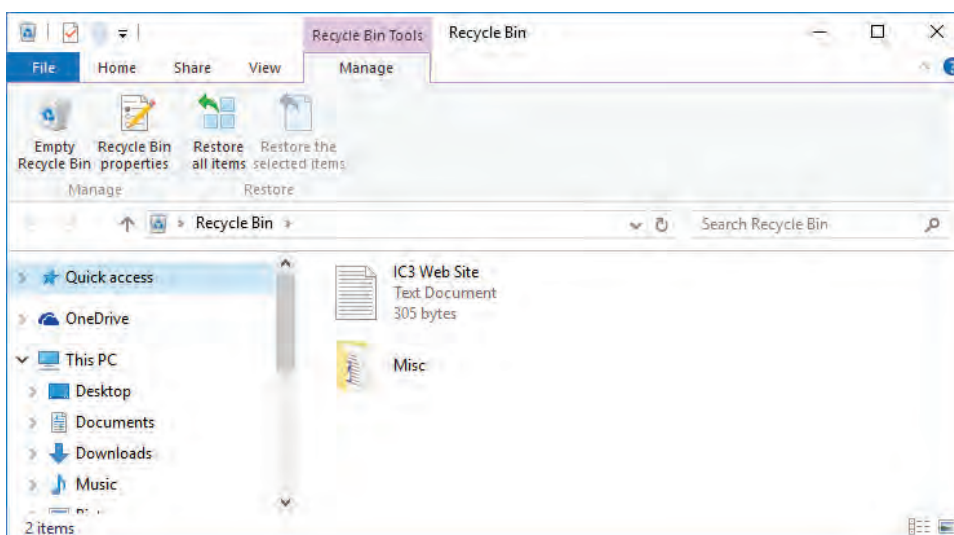 Recycle Bin Tools Recycle Bin
File Home Share View Manage
Empty Recycle Bin Restore Restore the
Recycle Bin properties all items selected items
Manage Restore
Recycle Bin Search Recycle Bin
Quick access
OneDrive
This PC
Desktop
Documents
Downloads
Music
IC3 Web Site
Text Document
305 bytes
Misc
2 items